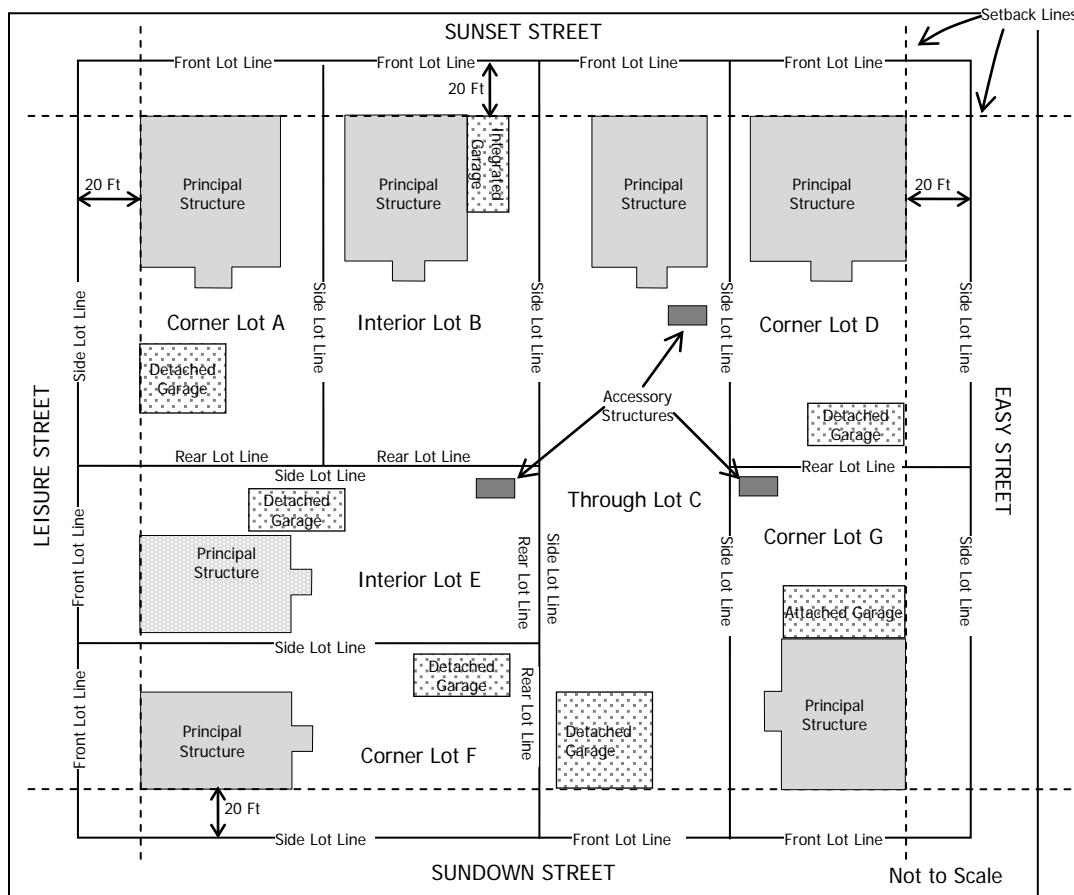 Setback Lines
SUNSET STREET
Front Lot Line
Front Lot Line
Front Lot Line
Front Lot Line
20 Ft
Integrated
Garage
20 Ft
Principal
Structure
Principal
Structure
Principal
Structure
Principal
Structure
20 Ft
Side Lot Line
Side Lot Line
Side Lot Line
Side Lot Line
Side Lot Line
Corner Lot A
Interior Lot B
Corner Lot D
Detached
Garage
Accessory
Structures
Detached
Garage
LEISURE STREET
EASY STREET
Rear Lot Line
Rear Lot Line
Rear Lot Line
Side Lot Line
Detached
Garage
Through Lot C
Corner Lot G
Front Lot Line
Principal
Structure
Interior Lot E
Rear Lot Line
Side Lot Line
Side Lot Line
Side Lot Line
Attached Garage
Side Lot Line
Detached
Garage
Front Lot Line
Principal
Structure
Corner Lot F
Rear Lot Line
Detached
Garage
Principal
Structure
20 Ft
Side Lot Line
Front Lot Line
Front Lot Line
SUNDOWN STREET
Not to Scale